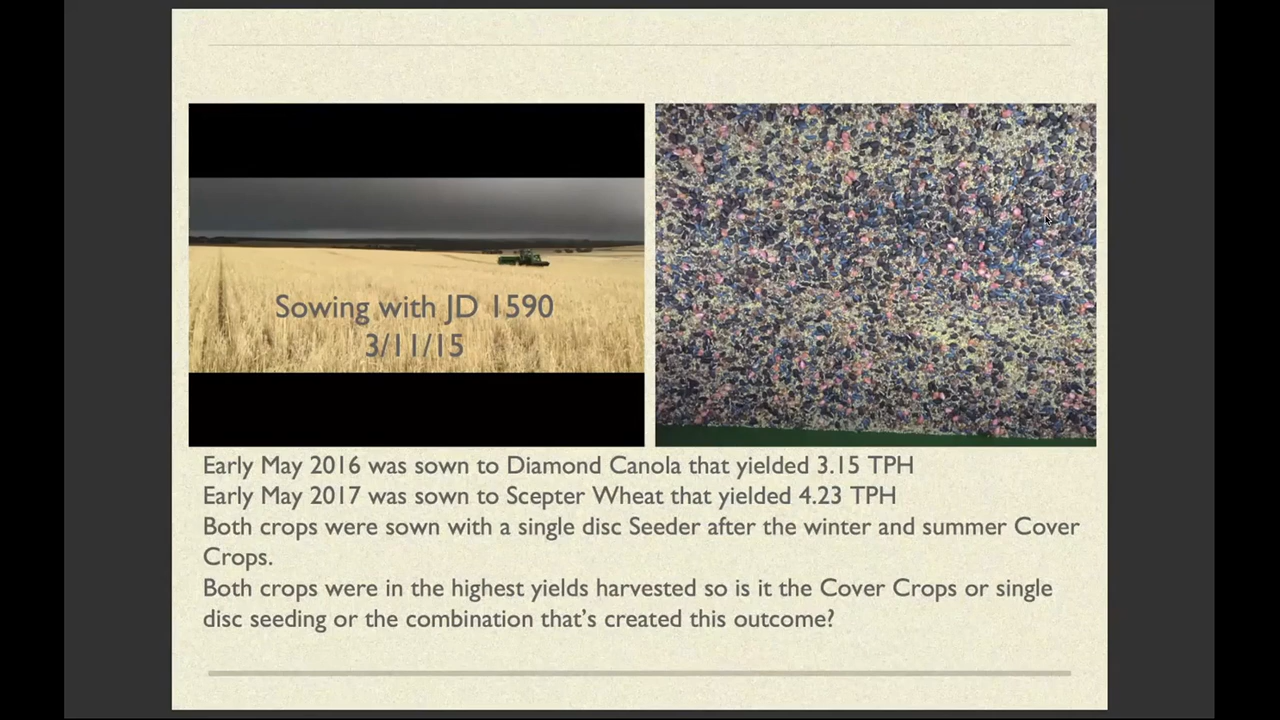 Sowing with JD 1590
3/11/15
Early May 2016 was sown to Diamond Canola that yielded 3.15 TPH
Early May 2017 was sown to Scepter Wheat that yielded 4.23 TPH
Both crops were sown with a single disc Seeder after the winter and summer Cover
Crops.
Both crops were in the highest yields harvested so is it the Cover Crops or single
disc seeding or the combination that’s created this outcome?